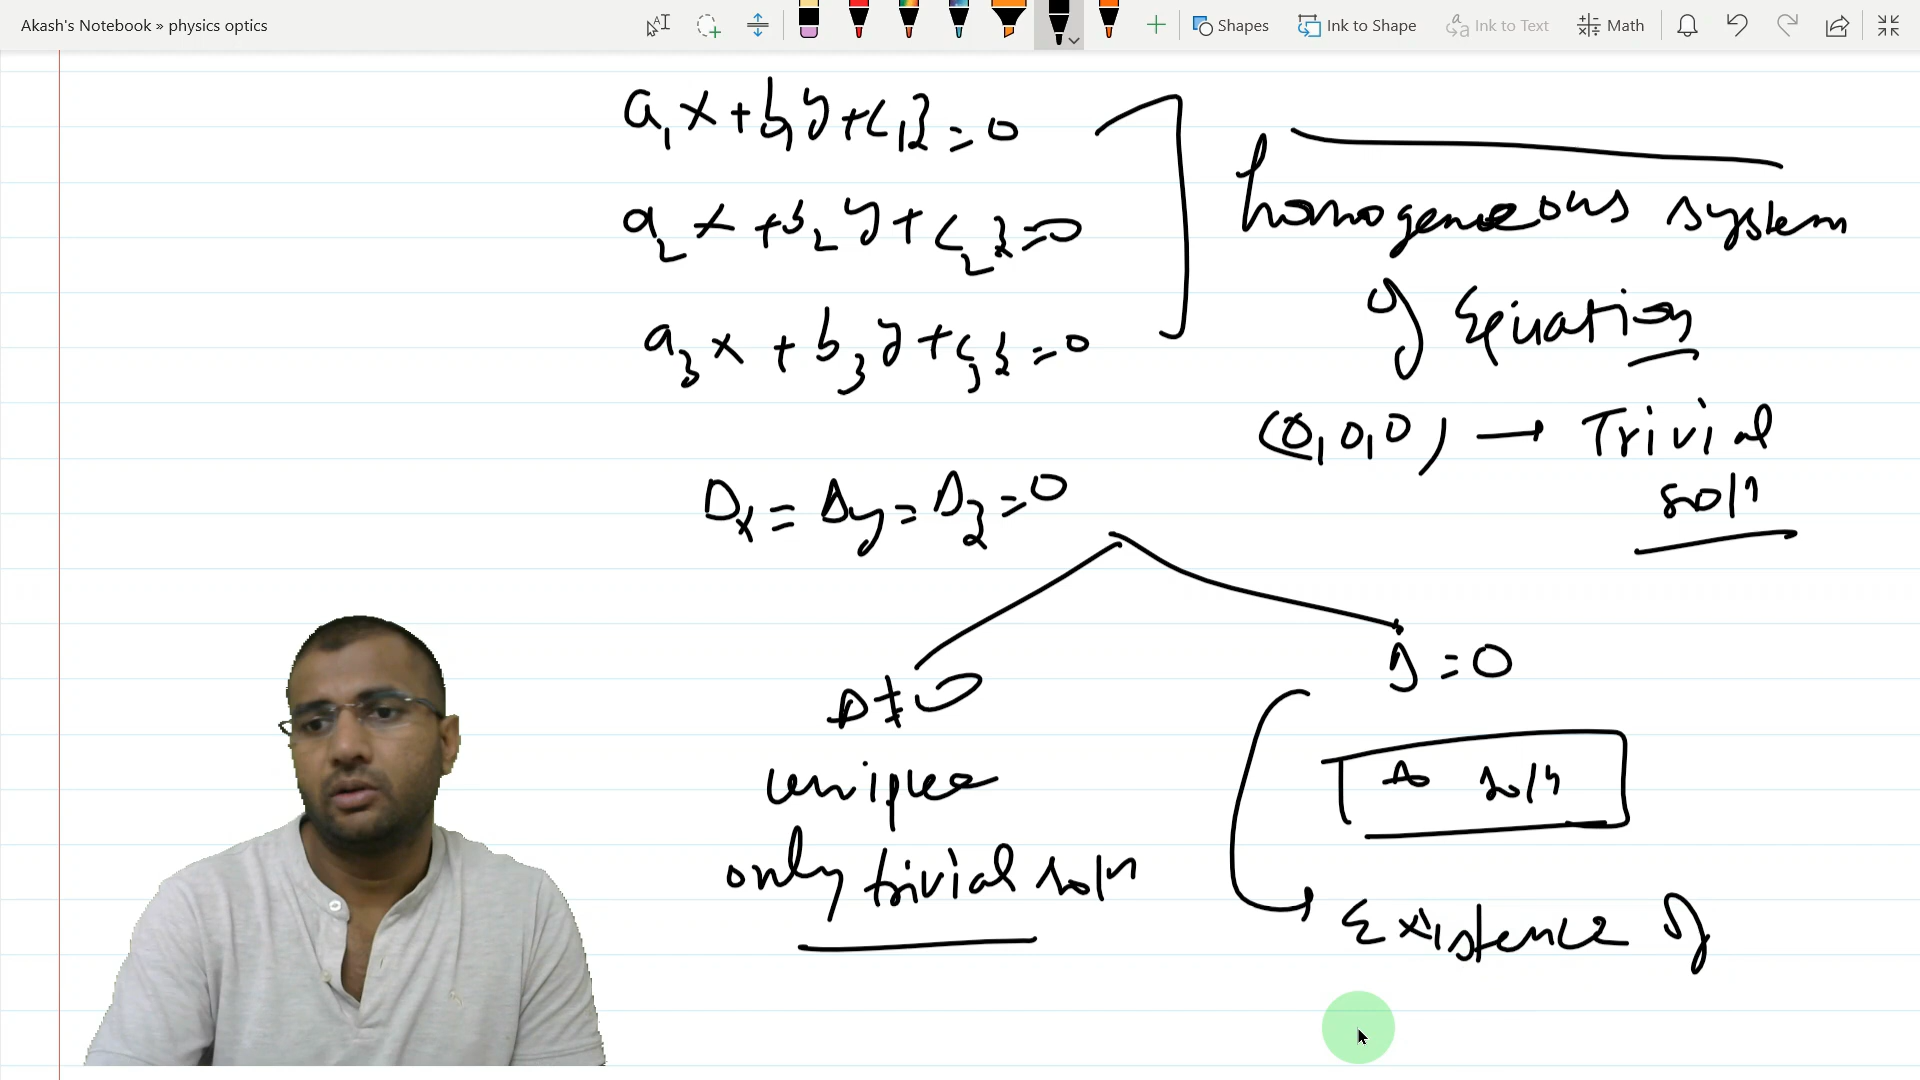 Akash's Notebook » physics optics
Shapes
Ink to Shape
Ink to Text
Math
a₁x + b₁y + c₁z = 0
a₂x + b₂y + c₂z = 0
a₃x + b₃y + c₃z = 0
homogeneous system
of Equation
(0,0,0) → Trivial
solⁿ
Dₓ = Dy = Dz = 0
D ≠ 0
unique
only trivial solⁿ
D = 0
∞ solⁿ
Existence of